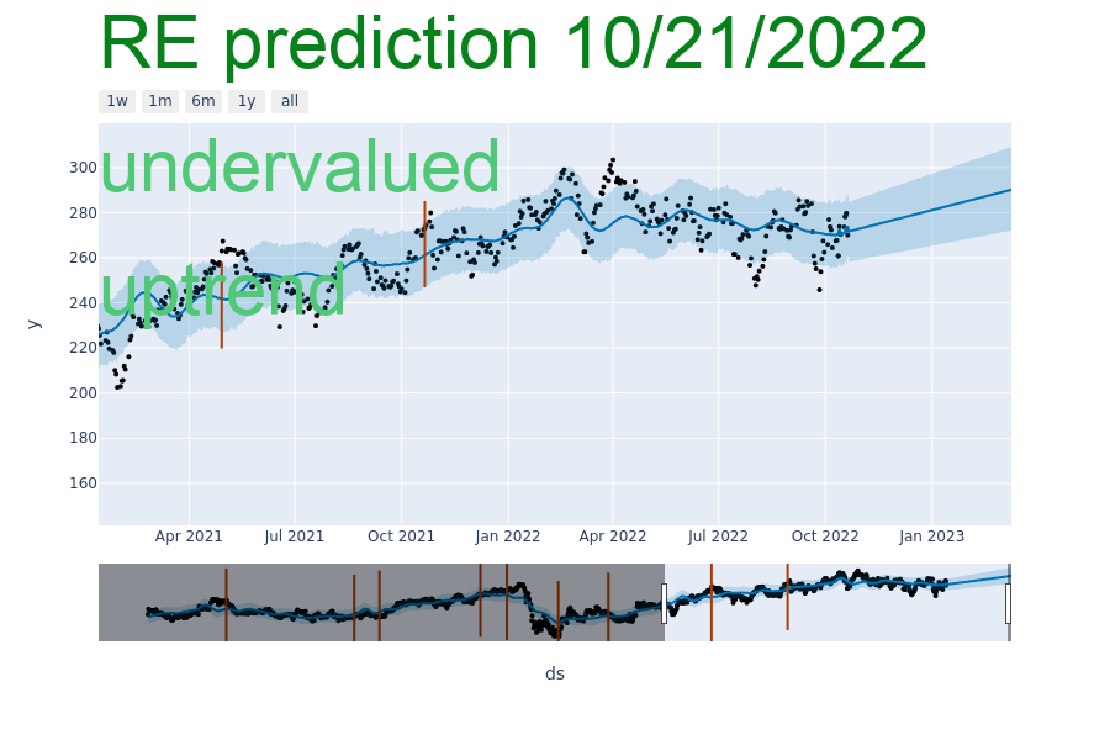 RE prediction 10/21/2022
1w 1m 6m 1y all
undervalued
uptrend
300
280
260
240
220
200
180
160
y
Apr 2021 Jul 2021 Oct 2021 Jan 2022 Apr 2022 Jul 2022 Oct 2022 Jan 2023
ds